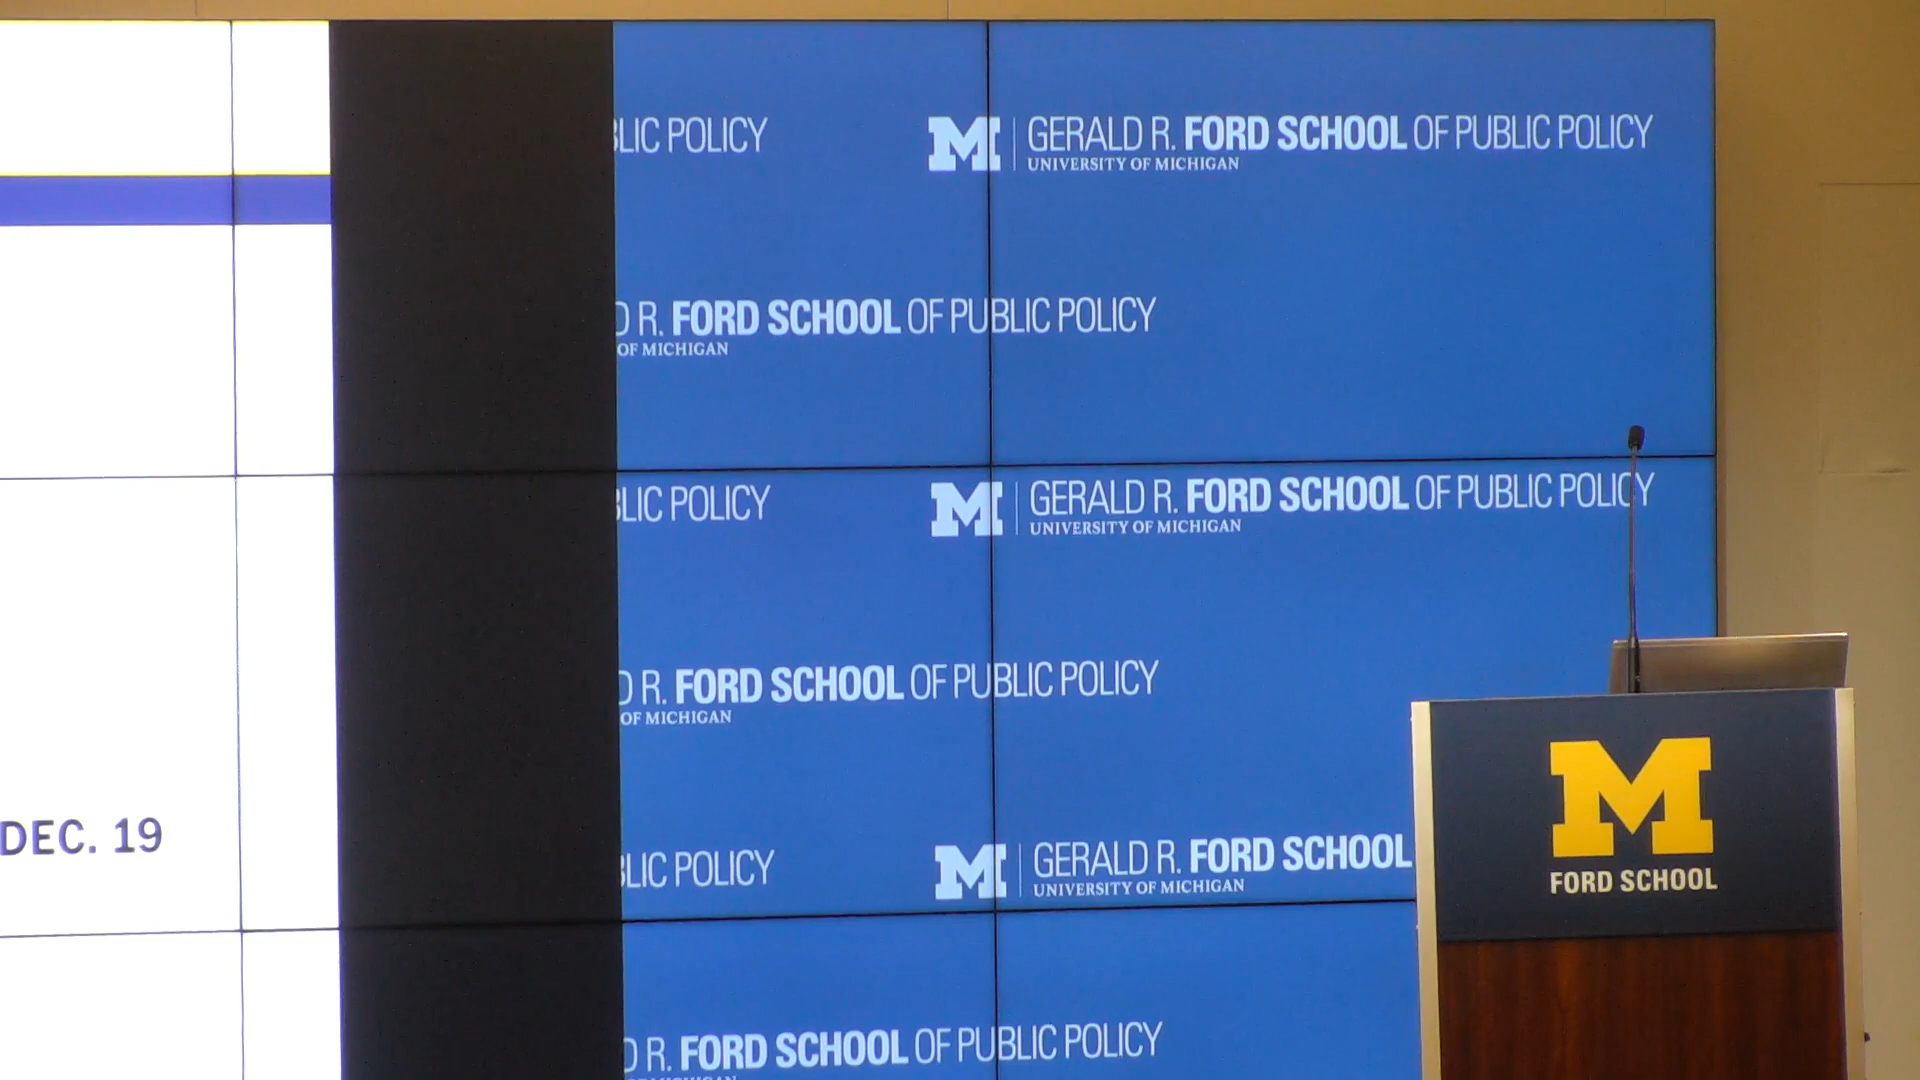 LIC POLICY
M GERALD R. FORD SCHOOL OF PUBLIC POLICY
UNIVERSITY OF MICHIGAN
D R. FORD SCHOOL OF PUBLIC POLICY
OF MICHIGAN
LIC POLICY
M GERALD R. FORD SCHOOL OF PUBLIC POLICY
UNIVERSITY OF MICHIGAN
D R. FORD SCHOOL OF PUBLIC POLICY
OF MICHIGAN
DEC. 19
LIC POLICY
M GERALD R. FORD SCHOOL
UNIVERSITY OF MICHIGAN
M
FORD SCHOOL
D R. FORD SCHOOL OF PUBLIC POLICY